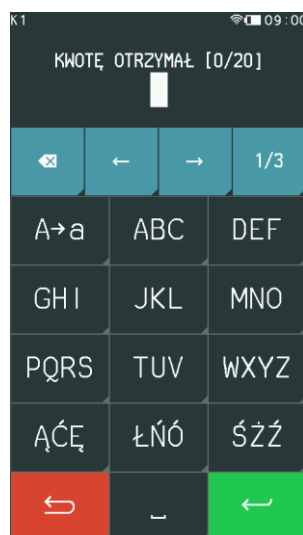 K1 09:00
KWOTĘ OTRZYMAŁ [0/20]
← → 1/3
A→a ABC DEF
GHI JKL MNO
PQRS TUV WXYZ
ĄĆĘ ŁŃÓ ŚŻŹ